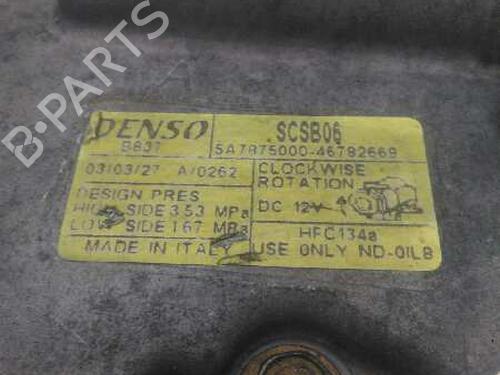 DENSO
B837
SCSB06
5A7875000-46782669
03/03/27 A/0262
CLOCKWISE
ROTATION
DESIGN PRES
HIGH SIDE 3.53 MPa
LOW SIDE 1.67 MPa
DC 12V
MADE IN ITALY
HFC134a
USE ONLY ND-OIL8
B-PARTS